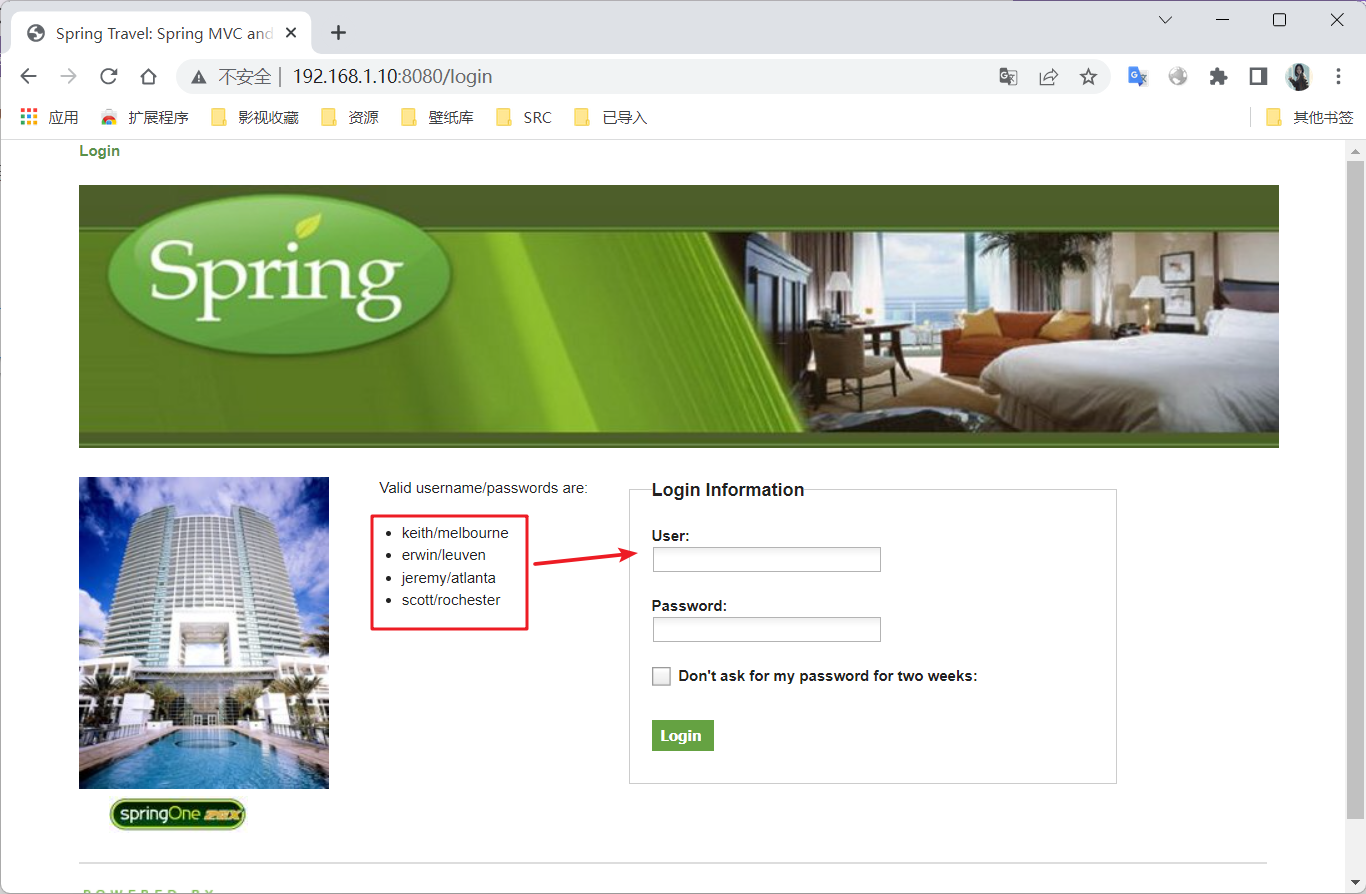 Spring Travel: Spring MVC and
不安全 | 192.168.1.10:8080/login
应用 扩展程序 影视收藏 资源 壁纸库 SRC 已导入 其他书签
Login
Spring
Valid username/passwords are:
keith/melbourne
erwin/leuven
jeremy/atlanta
scott/rochester
Login Information
User:
Password:
Don't ask for my password for two weeks:
Login
springOne 2GX
POWERED BY